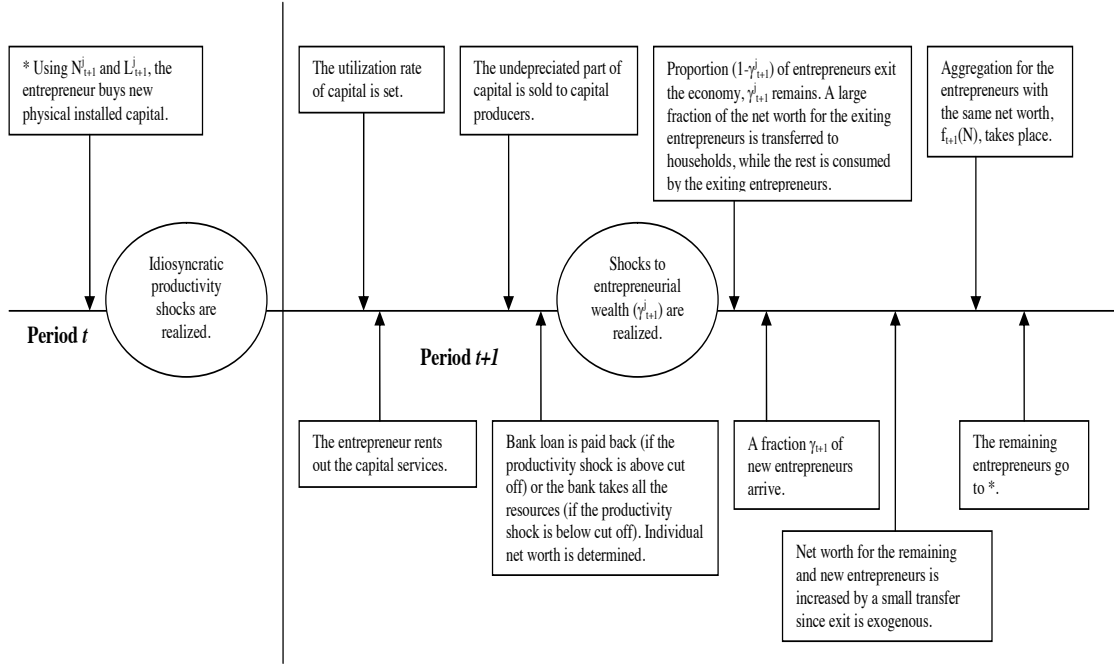 * Using N^j_{t+1} and L^j_{t+1}, the
entrepreneur buys new
physical installed capital.
The utilization rate
of capital is set.
The undepreciated part of
capital is sold to capital
producers.
Proportion (1-γ^j_{t+1}) of entrepreneurs exit
the economy, γ^j_{t+1} remains. A large
fraction of the net worth for the exiting
entrepreneurs is transferred to
households, while the rest is consumed
by the exiting entrepreneurs.
Aggregation for the
entrepreneurs with
the same net worth,
f_{t+1}(N), takes place.
Idiosyncratic
productivity
shocks are
realized.
Shocks to
entrepreneurial
wealth (γ^j_{t+1}) are
realized.
Period t
Period t+1
The entrepreneur rents
out the capital services.
Bank loan is paid back (if the
productivity shock is above cut
off) or the bank takes all the
resources (if the productivity
shock is below cut off). Individual
net worth is determined.
A fraction γ_{t+1} of
new entrepreneurs
arrive.
Net worth for the remaining
and new entrepreneurs is
increased by a small transfer
since exit is exogenous.
The remaining
entrepreneurs go
to *.